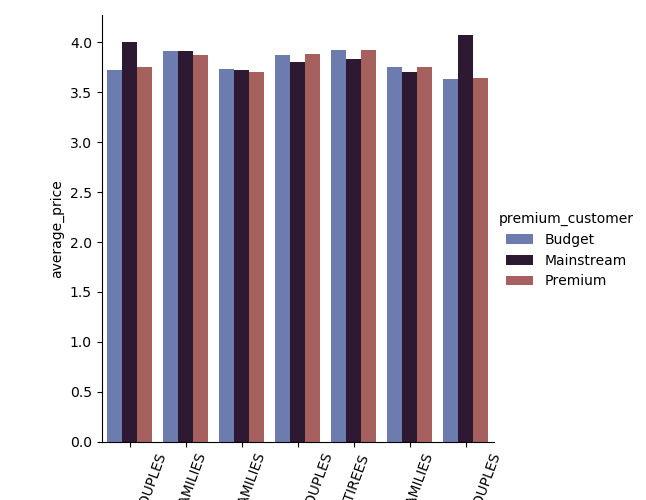 4.0
3.5
3.0
2.5
2.0
1.5
1.0
0.5
0.0
average_price
premium_customer
Budget
Mainstream
Premium
OUPLES
AMILIES
AMILIES
OUPLES
TIREES
AMILIES
OUPLES